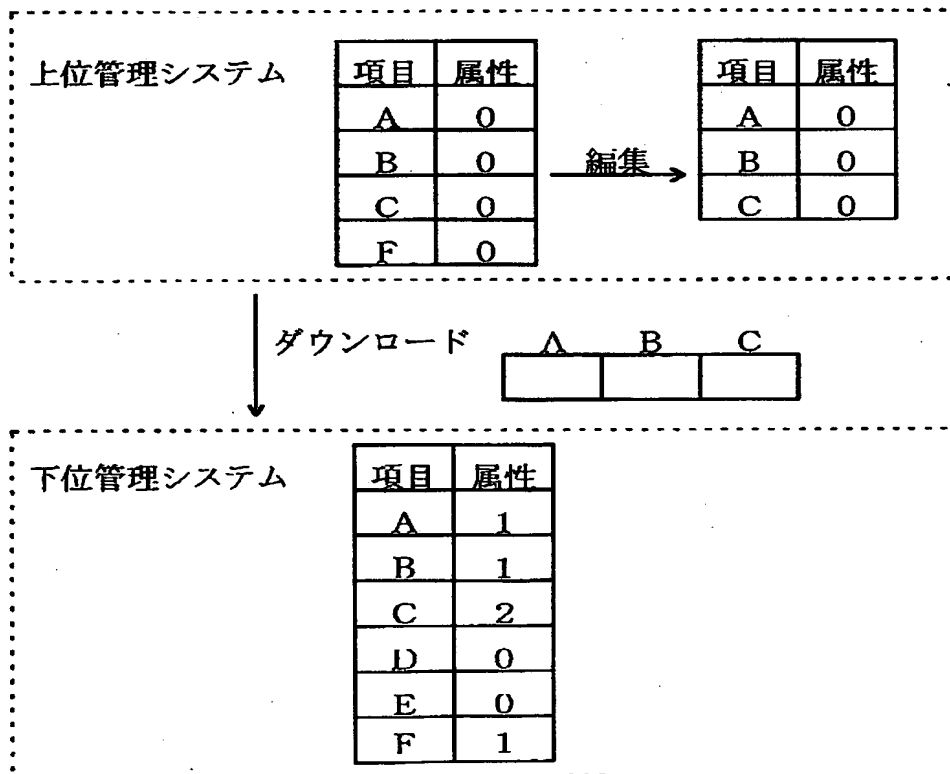 上位管理システム
項目 属性
A 0
B 0
C 0
F 0
編集
項目 属性
A 0
B 0
C 0
ダウンロード
A B C
下位管理システム
項目 属性
A 1
B 1
C 2
D 0
E 0
F 1